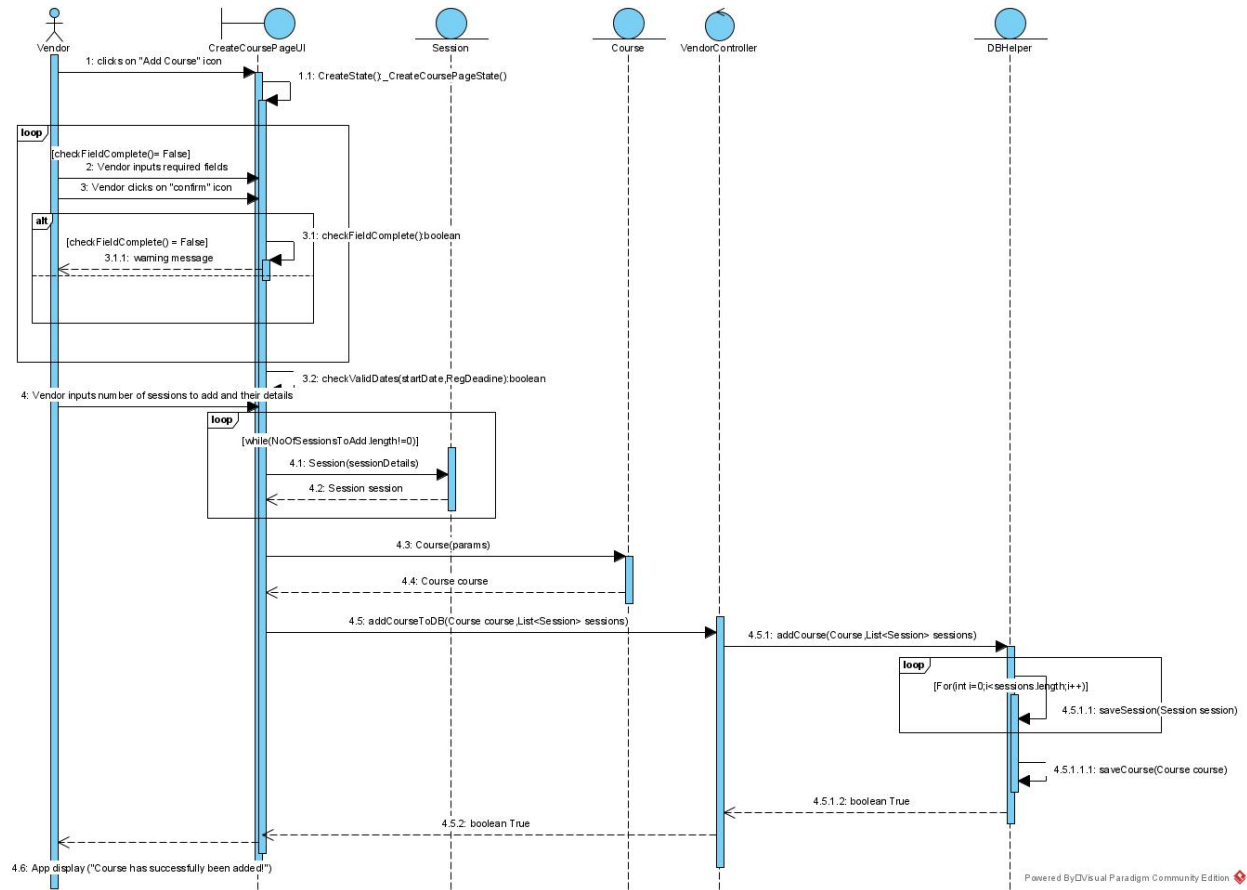 Vendor
CreateCoursePageUI
Session
Course
VendorController
DBHelper
1: clicks on "Add Course" icon
1.1: CreateState():_CreateCoursePageState()
loop
[checkFieldComplete()= False]
2: Vendor inputs required fields
3: Vendor clicks on "confirm" icon
alt
3.1: checkFieldComplete():boolean
[checkFieldComplete() = False]
3.1.1: warning message
3.2: checkValidDates(startDate,RegDeadine):boolean
4: Vendor inputs number of sessions to add and their details
loop
[while(NoOfSessionsToAdd.length!=0)]
4.1: Session(sessionDetails)
4.2: Session session
4.3: Course(params)
4.4: Course course
4.5: addCourseToDB(Course course,List<Session> sessions)
4.5.1: addCourse(Course,List<Session> sessions)
loop
[For(int i=0;i<sessions.length;i++)]
4.5.1.1: saveSession(Session session)
4.5.1.1.1: saveCourse(Course course)
4.5.1.2: boolean True
4.5.2: boolean True
4.6: App display ("Course has successfully been added!")
Powered By Visual Paradigm Community Edition